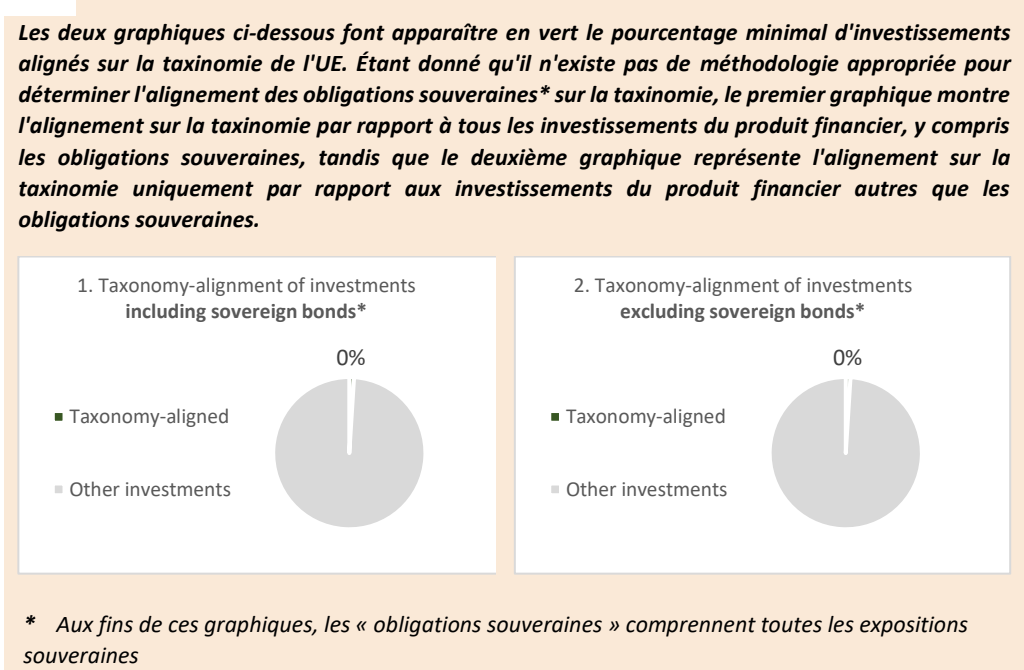 Les deux graphiques ci-dessous font apparaître en vert le pourcentage minimal d'investissements
alignés sur la taxinomie de l'UE. Étant donné qu'il n'existe pas de méthodologie appropriée pour
déterminer l'alignement des obligations souveraines* sur la taxinomie, le premier graphique montre
l'alignement sur la taxinomie par rapport à tous les investissements du produit financier, y compris
les obligations souveraines, tandis que le deuxième graphique représente l'alignement sur la
taxinomie uniquement par rapport aux investissements du produit financier autres que les
obligations souveraines.
1. Taxonomy-alignment of investments
including sovereign bonds*
0%
Taxonomy-aligned
Other investments
2. Taxonomy-alignment of investments
excluding sovereign bonds*
0%
Taxonomy-aligned
Other investments
* Aux fins de ces graphiques, les « obligations souveraines » comprennent toutes les expositions
souveraines